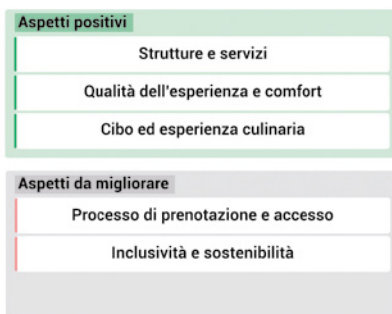 Aspetti positivi
Strutture e servizi
Qualità dell'esperienza e comfort
Cibo ed esperienza culinaria
Aspetti da migliorare
Processo di prenotazione e accesso
Inclusività e sostenibilità